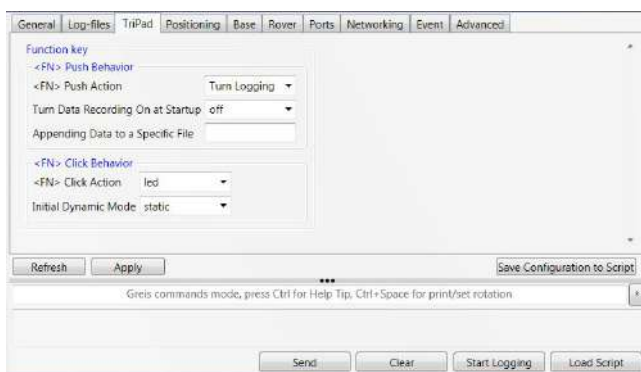 General Log-files TriPad Positioning Base Rover Ports Networking Event Advanced
Function key
<FN> Push Behavior
<FN> Push Action Turn Logging
Turn Data Recording On at Startup off
Appending Data to a Specific File
<FN> Click Behavior
<FN> Click Action led
Initial Dynamic Mode static
Refresh Apply Save Configuration to Script
Greis commands mode, press Ctrl for Help Tip, Ctrl+Space for print/set rotation
Send Clear Start Logging Load Script